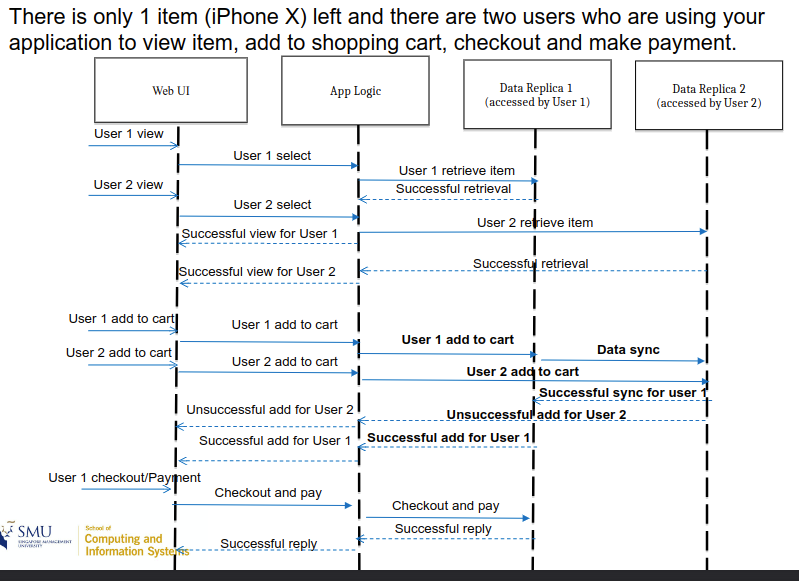 There is only 1 item (iPhone X) left and there are two users who are using your
application to view item, add to shopping cart, checkout and make payment.
Web UI
App Logic
Data Replica 1
(accessed by User 1)
Data Replica 2
(accessed by User 2)
User 1 view
User 1 select
User 1 retrieve item
User 2 view
Successful retrieval
User 2 select
User 2 retrieve item
Successful view for User 1
Successful retrieval
Successful view for User 2
User 1 add to cart
User 1 add to cart
User 1 add to cart
Data sync
User 2 add to cart
User 2 add to cart
User 2 add to cart
Successful sync for user 1
Unsuccessful add for User 2
Unsuccessful add for User 2
Successful add for User 1
Successful add for User 1
User 1 checkout/Payment
Checkout and pay
Checkout and pay
Successful reply
Successful reply
SMU
SINGAPORE MANAGEMENT
UNIVERSITY
School of
Computing and
Information Systems